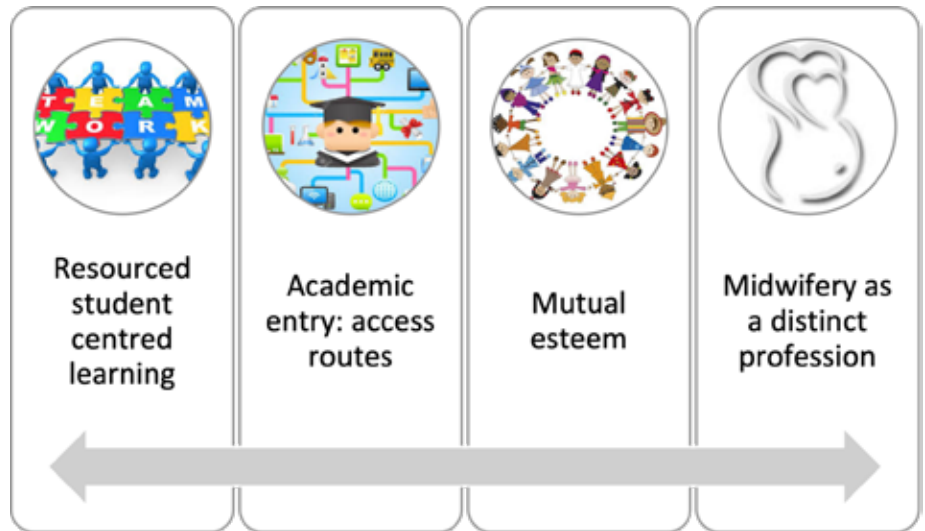 TEAM
WORK
Resourced
student
centred
learning
Academic
entry: access
routes
Mutual
esteem
Midwifery as
a distinct
profession